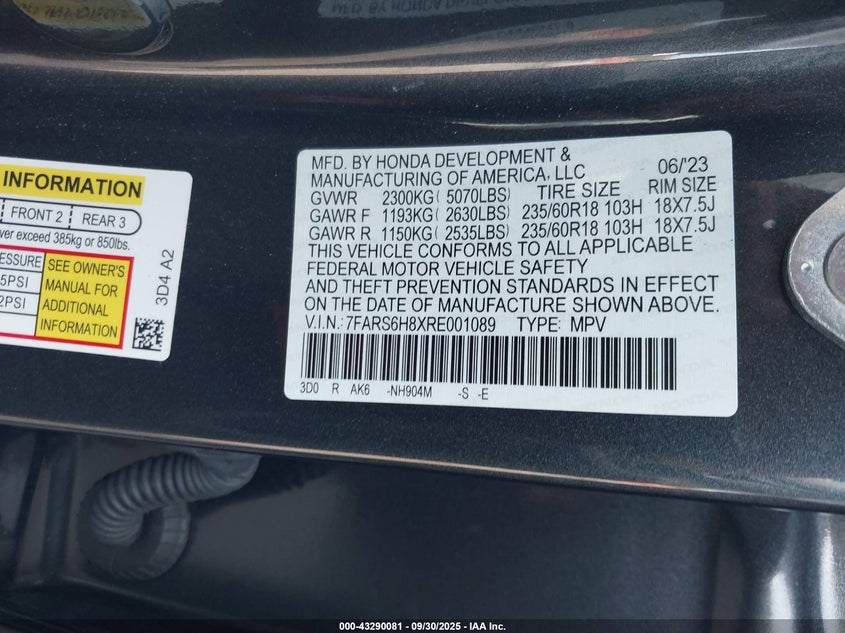 INFORMATION
FRONT 2 REAR 3
ver exceed 385kg or 850lbs.
ESSURE
5PSI
2PSI
SEE OWNER'S
MANUAL FOR
ADDITIONAL
INFORMATION
3D4 A2
MFD. BY HONDA DEVELOPMENT & 06/'23
MANUFACTURING OF AMERICA, LLC
GVWR 2300KG( 5070LBS) TIRE SIZE RIM SIZE
GAWR F 1193KG( 2630LBS) 235/60R18 103H 18X7.5J
GAWR R 1150KG( 2535LBS) 235/60R18 103H 18X7.5J
THIS VEHICLE CONFORMS TO ALL APPLICABLE
FEDERAL MOTOR VEHICLE SAFETY
AND THEFT PREVENTION STANDARDS IN EFFECT
ON THE DATE OF MANUFACTURE SHOWN ABOVE.
V.I.N.: 7FARS6H8XRE001089 TYPE: MPV
3D0 R AK6 -NH904M -S -E
000-43290081 - 09/30/2025 - IAA Inc.